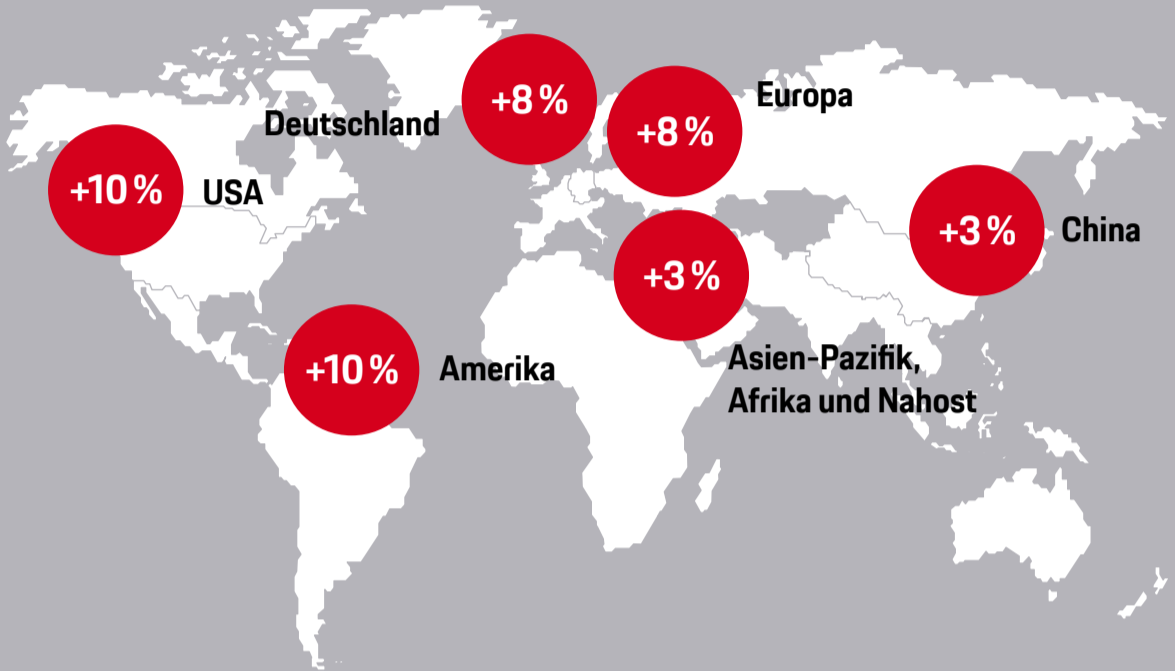 +8 %
Deutschland
+8 %
Europa
+10 %
USA
+3 %
China
+3 %
Asien-Pazifik,
Afrika und Nahost
+10 %
Amerika